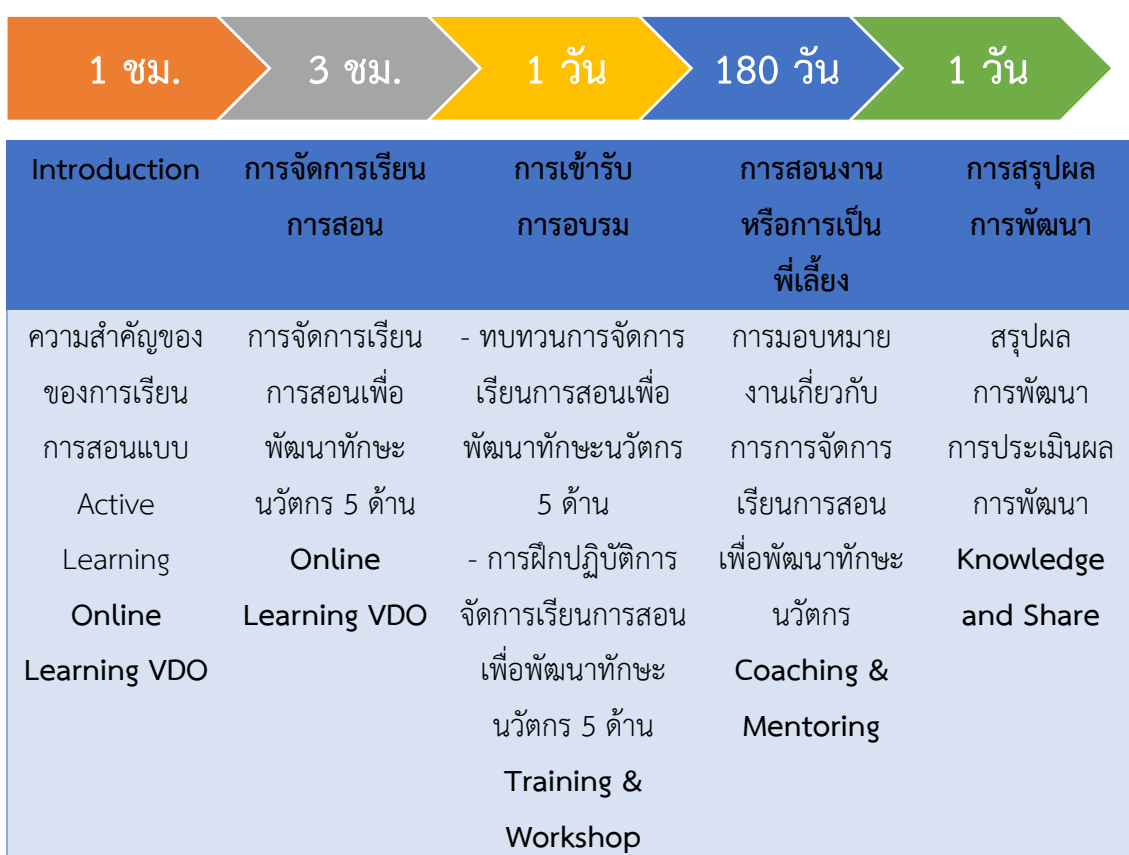 1 ชม.
3 ชม.
1 วัน
180 วัน
1 วัน
Introduction
การจัดการเรียน
การสอน
การเข้ารับ
การอบรม
การสอนงาน
หรือการเป็น
พี่เลี้ยง
การสรุปผล
การพัฒนา
ความสำคัญของ
ของการเรียน
การสอนแบบ
Active
Learning
Online
Learning VDO
การจัดการเรียน
การสอนเพื่อ
พัฒนาทักษะ
นวัตกร 5 ด้าน
Online
Learning VDO
- ทบทวนการจัดการ
เรียนการสอนเพื่อ
พัฒนาทักษะนวัตกร
5 ด้าน
- การฝึกปฏิบัติการ
จัดการเรียนการสอน
เพื่อพัฒนาทักษะ
นวัตกร 5 ด้าน
Training &
Workshop
การมอบหมาย
งานเกี่ยวกับ
การการจัดการ
เรียนการสอน
เพื่อพัฒนาทักษะ
นวัตกร
Coaching &
Mentoring
สรุปผล
การพัฒนา
การประเมินผล
การพัฒนา
Knowledge
and Share